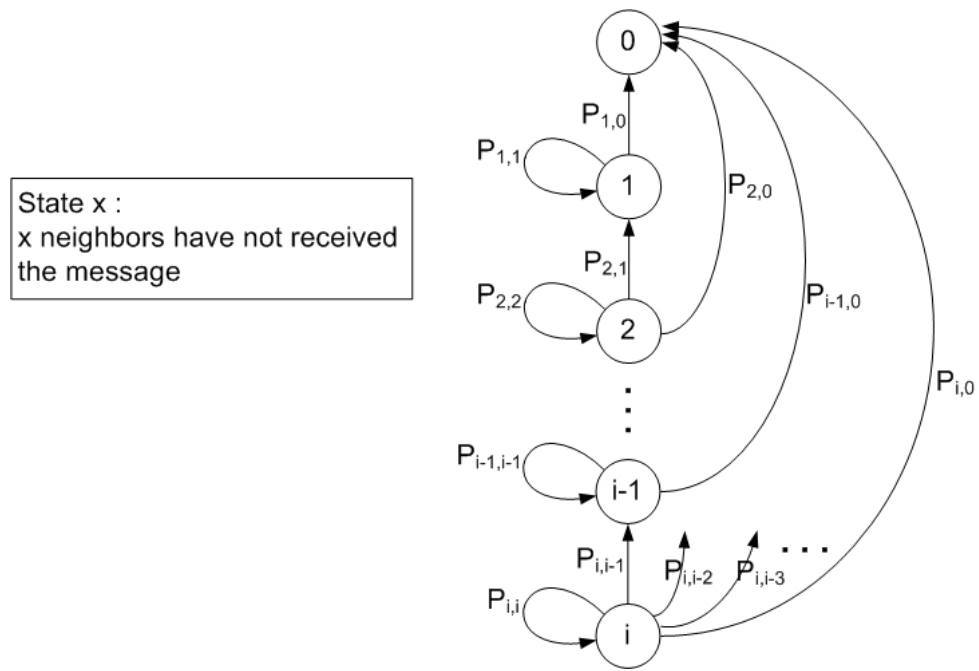 0
P1,0
P1,1
1
P2,0
State x :
x neighbors have not received
the message
P2,1
P2,2
2
Pi-1,0
Pi,0
Pi-1,i-1
i-1
Pi,i-1
Pi,i-2
Pi,i-3
Pi,i
i